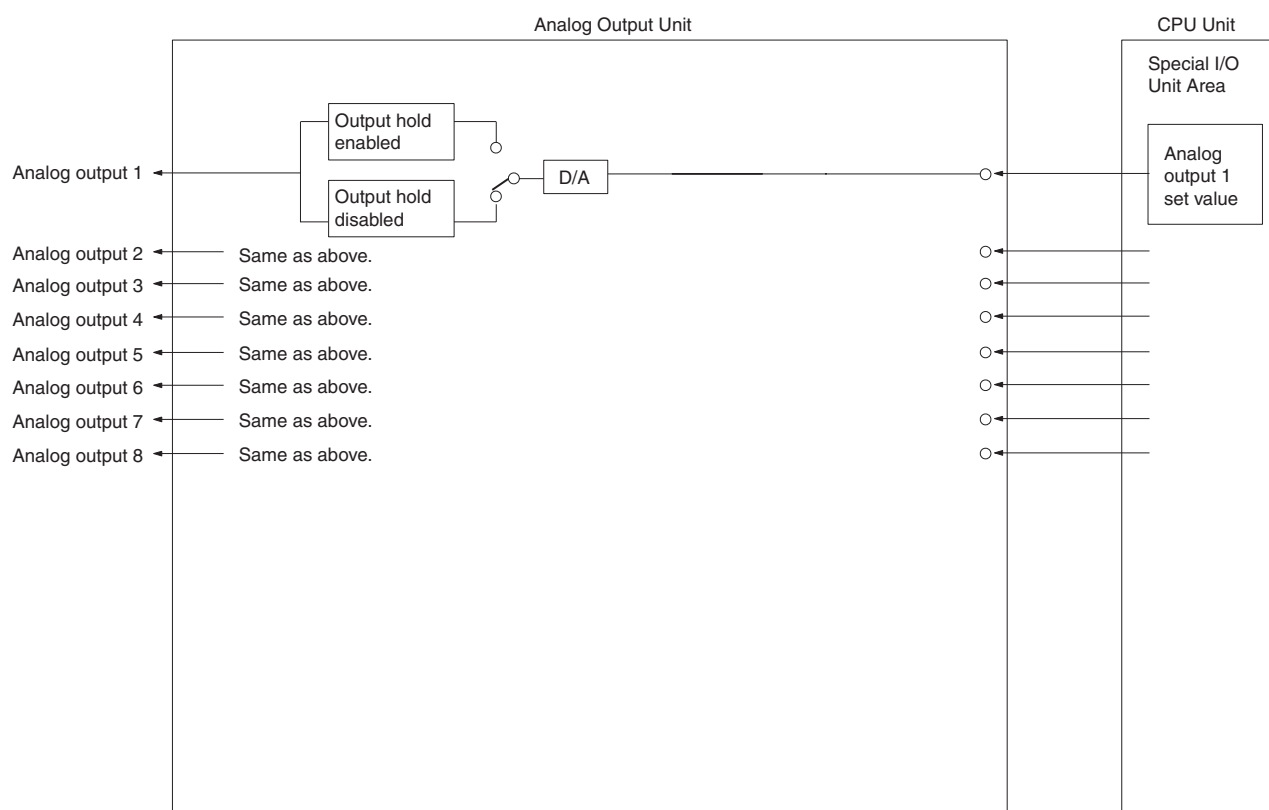 Analog Output Unit
CPU Unit
Special I/O
Unit Area
Output hold
enabled
Analog output 1
D/A
Analog
output 1
set value
Output hold
disabled
Analog output 2
Same as above.
Analog output 3
Same as above.
Analog output 4
Same as above.
Analog output 5
Same as above.
Analog output 6
Same as above.
Analog output 7
Same as above.
Analog output 8
Same as above.